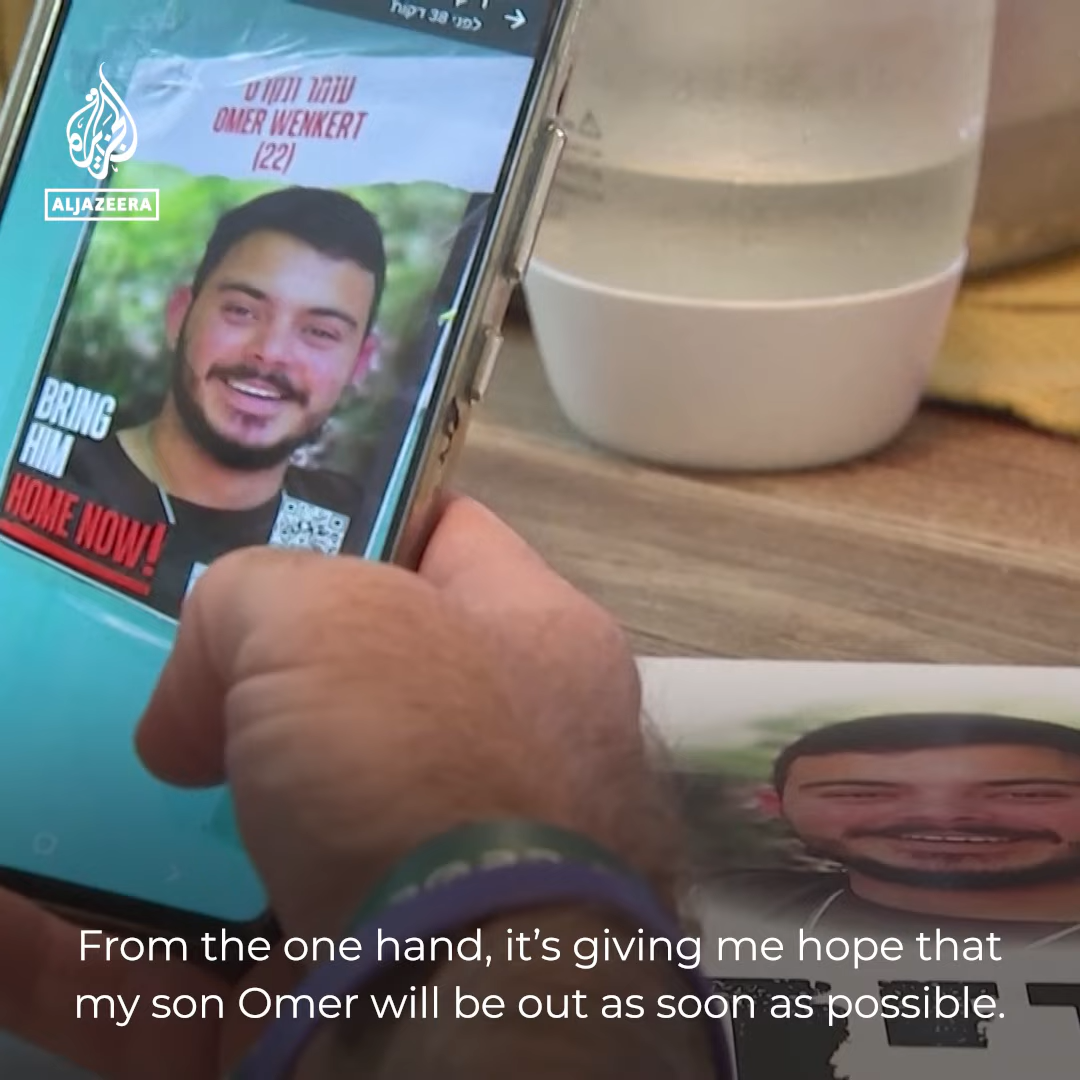 לפני 38 דקות
עומר ונקרט
OMER WENKERT
(22)
الجزيرة
ALJAZEERA
BRING
HIM
HOME NOW!
From the one hand, it’s giving me hope that
my son Omer will be out as soon as possible.